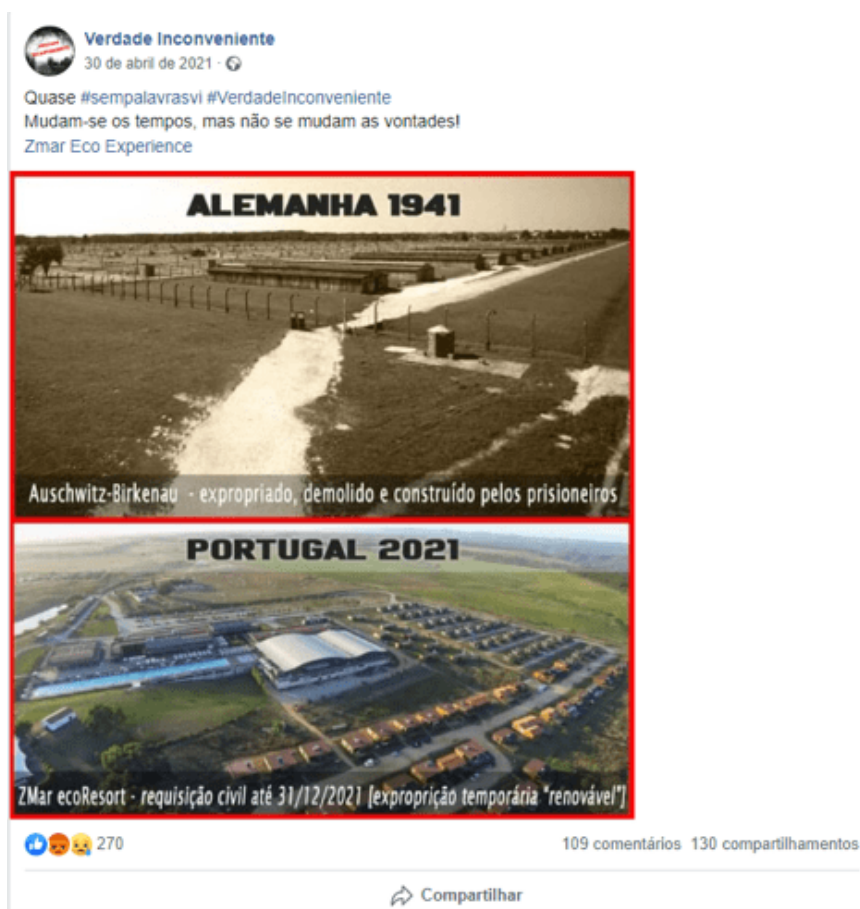 Verdade Inconveniente
30 de abril de 2021 ·
Quase #sempalavrasvi #VerdadeInconveniente
Mudam-se os tempos, mas não se mudam as vontades!
Zmar Eco Experience
ALEMANHA 1941
Auschwitz-Birkenau - expropriado, demolido e construído pelos prisioneiros
PORTUGAL 2021
ZMar ecoResort - requisição civil até 31/12/2021 [exproprição temporária "renovável"]
270
109 comentários 130 compartilhamentos
Compartilhar